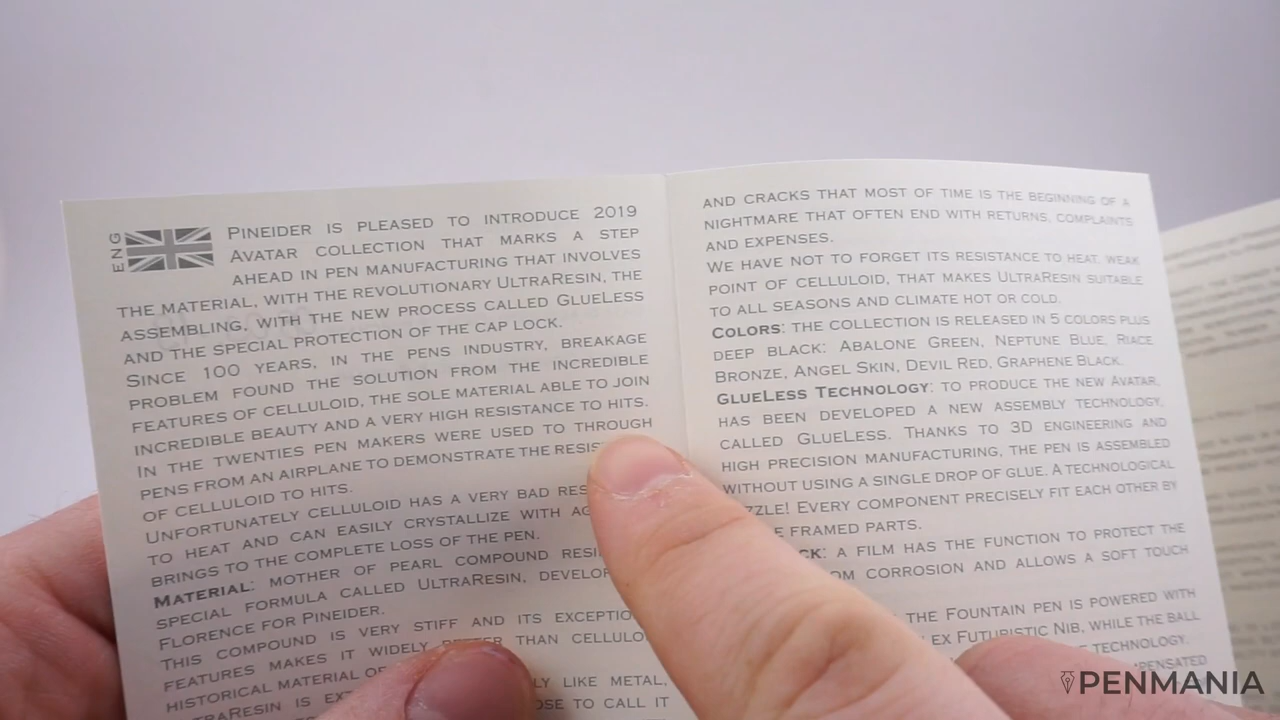 ENG
PINEIDER IS PLEASED TO INTRODUCE 2019
AVATAR COLLECTION THAT MARKS A STEP
AHEAD IN PEN MANUFACTURING THAT INVOLVES
THE MATERIAL, WITH THE REVOLUTIONARY ULTRARESIN, THE
ASSEMBLING, WITH THE NEW PROCESS CALLED GLUELESS
AND THE SPECIAL PROTECTION OF THE CAP LOCK.
SINCE 100 YEARS, IN THE PENS INDUSTRY, BREAKAGE
PROBLEM FOUND THE SOLUTION FROM THE INCREDIBLE
FEATURES OF CELLULOID, THE SOLE MATERIAL ABLE TO JOIN
INCREDIBLE BEAUTY AND A VERY HIGH RESISTANCE TO HITS.
IN THE TWENTIES PEN MAKERS WERE USED TO THROUGH
PENS FROM AN AIRPLANE TO DEMONSTRATE THE
OF CELLULOID TO HITS.
UNFORTUNATELY CELLULOID HAS A VERY BAD
TO HEAT AND CAN EASILY CRYSTALLIZE WITH
BRINGS TO THE COMPLETE LOSS OF THE PEN.
MATERIAL: MOTHER OF PEARL COMPOUND
SPECIAL FORMULA CALLED ULTRARESIN,
FLORENCE FOR PINEIDER.
THIS COMPOUND IS VERY STIFF AND ITS
FEATURES MAKES IT WIDELY THAN
HISTORICAL MATERIAL LIKE METAL,
IS TO CALL IT
AND CRACKS THAT MOST OF TIME IS THE BEGINNING OF A
NIGHTMARE THAT OFTEN END WITH RETURNS, COMPLAINTS
AND EXPENSES.
WE HAVE NOT TO FORGET ITS RESISTANCE TO HEAT, WEAK
POINT OF CELLULOID, THAT MAKES ULTRARESIN SUITABLE
TO ALL SEASONS AND CLIMATE HOT OR COLD.
COLORS: THE COLLECTION IS RELEASED IN 5 COLORS PLUS
DEEP BLACK: ABALONE GREEN, NEPTUNE BLUE, RIACE
BRONZE, ANGEL SKIN, DEVIL RED, GRAPHENE BLACK.
GLUELESS TECHNOLOGY: TO PRODUCE THE NEW AVATAR,
HAS BEEN DEVELOPED A NEW ASSEMBLY TECHNOLOGY,
CALLED GLUELESS. THANKS TO 3D ENGINEERING AND
HIGH PRECISION MANUFACTURING, THE PEN IS ASSEMBLED
WITHOUT USING A SINGLE DROP OF GLUE. A TECHNOLOGICAL
EVERY COMPONENT PRECISELY FIT EACH OTHER BY
FRAMED PARTS.
A FILM HAS THE FUNCTION TO PROTECT THE
CORROSION AND ALLOWS A SOFT TOUCH
THE FOUNTAIN PEN IS POWERED WITH
FUTURISTIC NIB, WHILE THE BALL
TECHNOLOGY.
PENMANIA